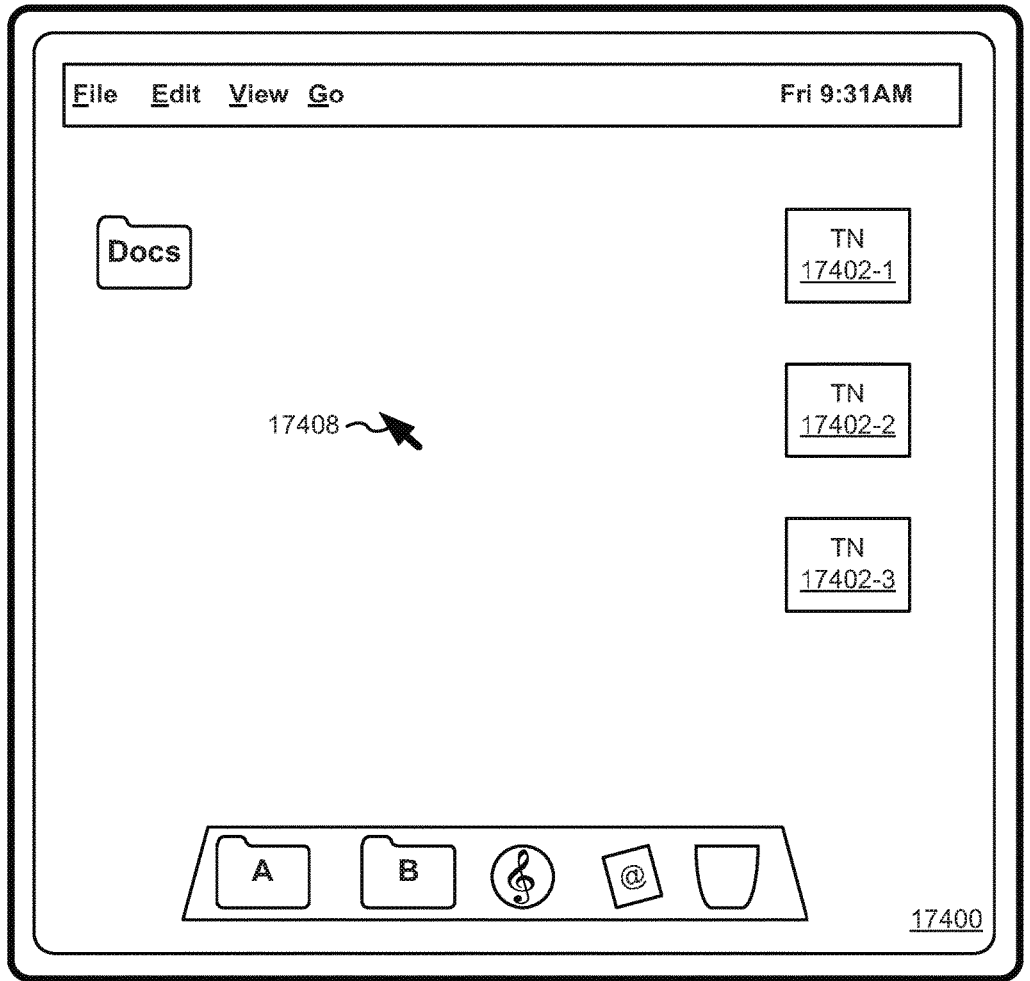 File Edit View Go Fri 9:31AM
Docs
TN
17402-1
17408
TN
17402-2
TN
17402-3
A B @
17400